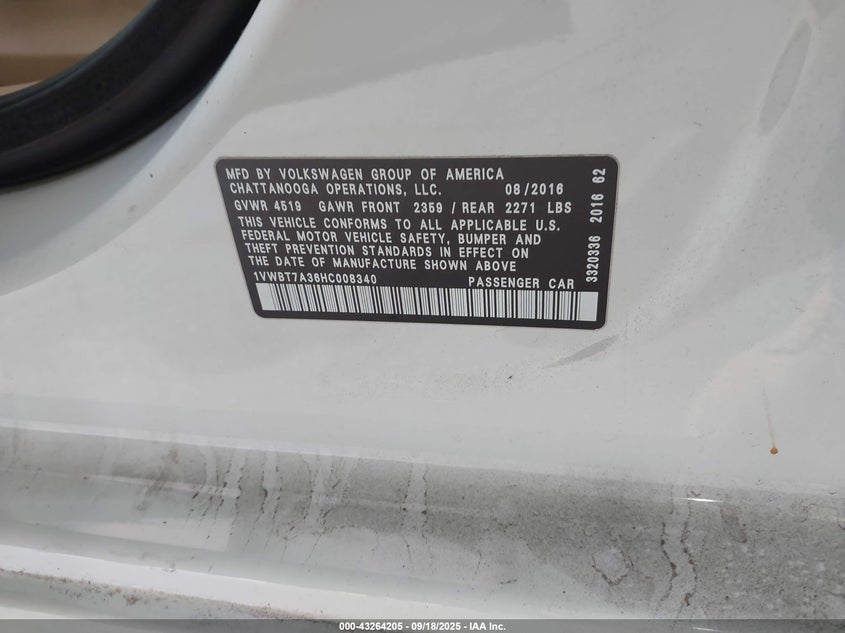 MFD BY VOLKSWAGEN GROUP OF AMERICA
CHATTANOOGA OPERATIONS, LLC. 08/2016
GVWR 4519 GAWR FRONT 2359 / REAR 2271 LBS
THIS VEHICLE CONFORMS TO ALL APPLICABLE U.S.
FEDERAL MOTOR VEHICLE SAFETY, BUMPER AND
THEFT PREVENTION STANDARDS IN EFFECT ON
THE DATE OF MANUFACTURE SHOWN ABOVE
1VWBT7A36HC008340 PASSENGER CAR
3320336 2016 62
000-43264205 - 09/18/2025 - IAA Inc.